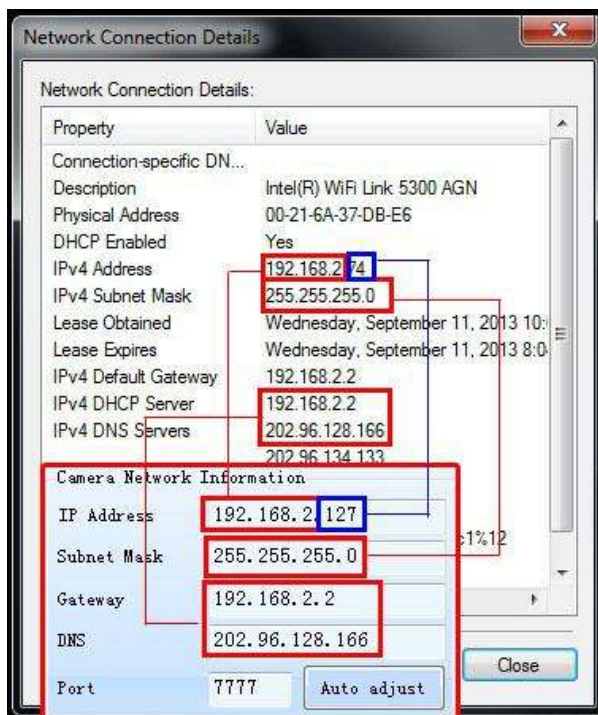 Network Connection Details
Network Connection Details:
Property Value
Connection-specific DN...
Description Intel(R) WiFi Link 5300 AGN
Physical Address 00-21-6A-37-DB-E6
DHCP Enabled Yes
IPv4 Address 192.168.2.74
IPv4 Subnet Mask 255.255.255.0
Lease Obtained Wednesday, September 11, 2013 10:
Lease Expires Wednesday, September 11, 2013 8:0
IPv4 Default Gateway 192.168.2.2
IPv4 DHCP Server 192.168.2.2
IPv4 DNS Servers 202.96.128.166
202.96.134.133
Camera Network Information
IP Address 192.168.2.127
:1%12
Subnet Mask 255.255.255.0
Gateway 192.168.2.2
DNS 202.96.128.166
Close
Port 7777 Auto adjust